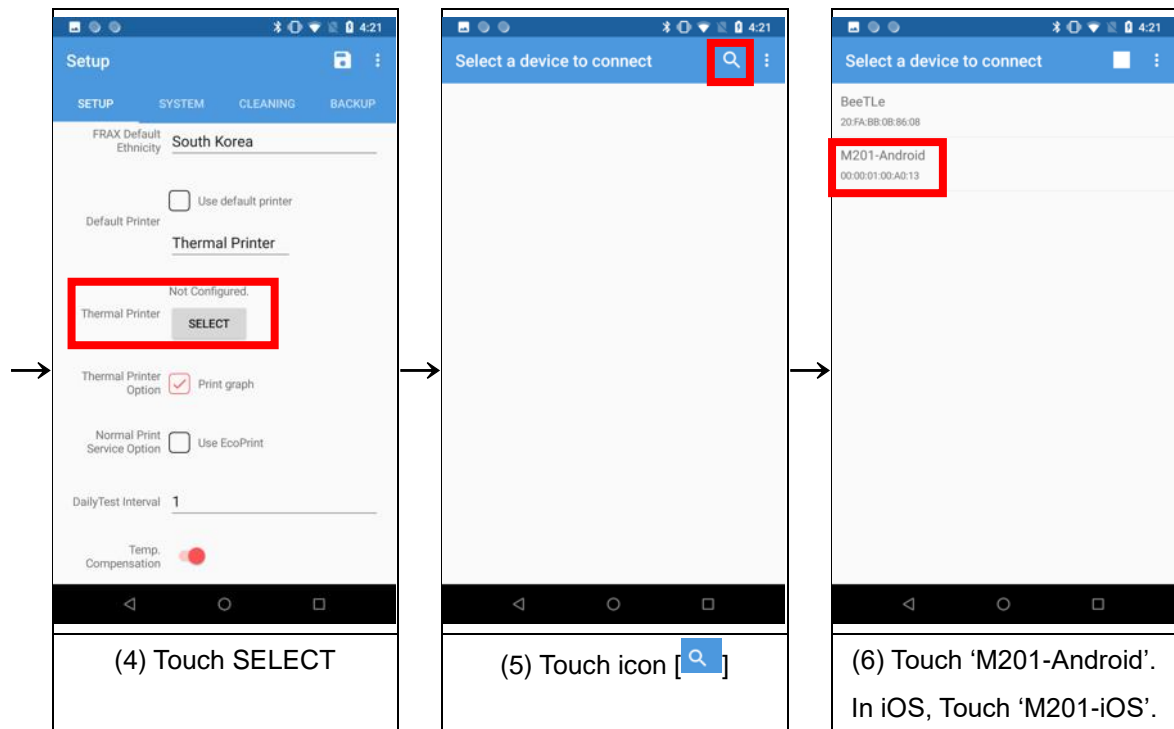 4:21
Setup
SETUP SYSTEM CLEANING BACKUP
FRAX Default
Ethnicity
South Korea
Use default printer
Default Printer
Thermal Printer
Not Configured.
Thermal Printer
SELECT
Thermal Printer
Option
Print graph
Normal Print
Service Option
Use EcoPrint
DailyTest Interval 1
Temp.
Compensation
(4) Touch SELECT
4:21
Select a device to connect
(5) Touch icon [ ]
4:21
Select a device to connect
BeeTLe
20:FA:BB:0B:86:08
M201-Android
00:00:01:00:A0:13
(6) Touch ‘M201-Android’.
In iOS, Touch ‘M201-iOS’.